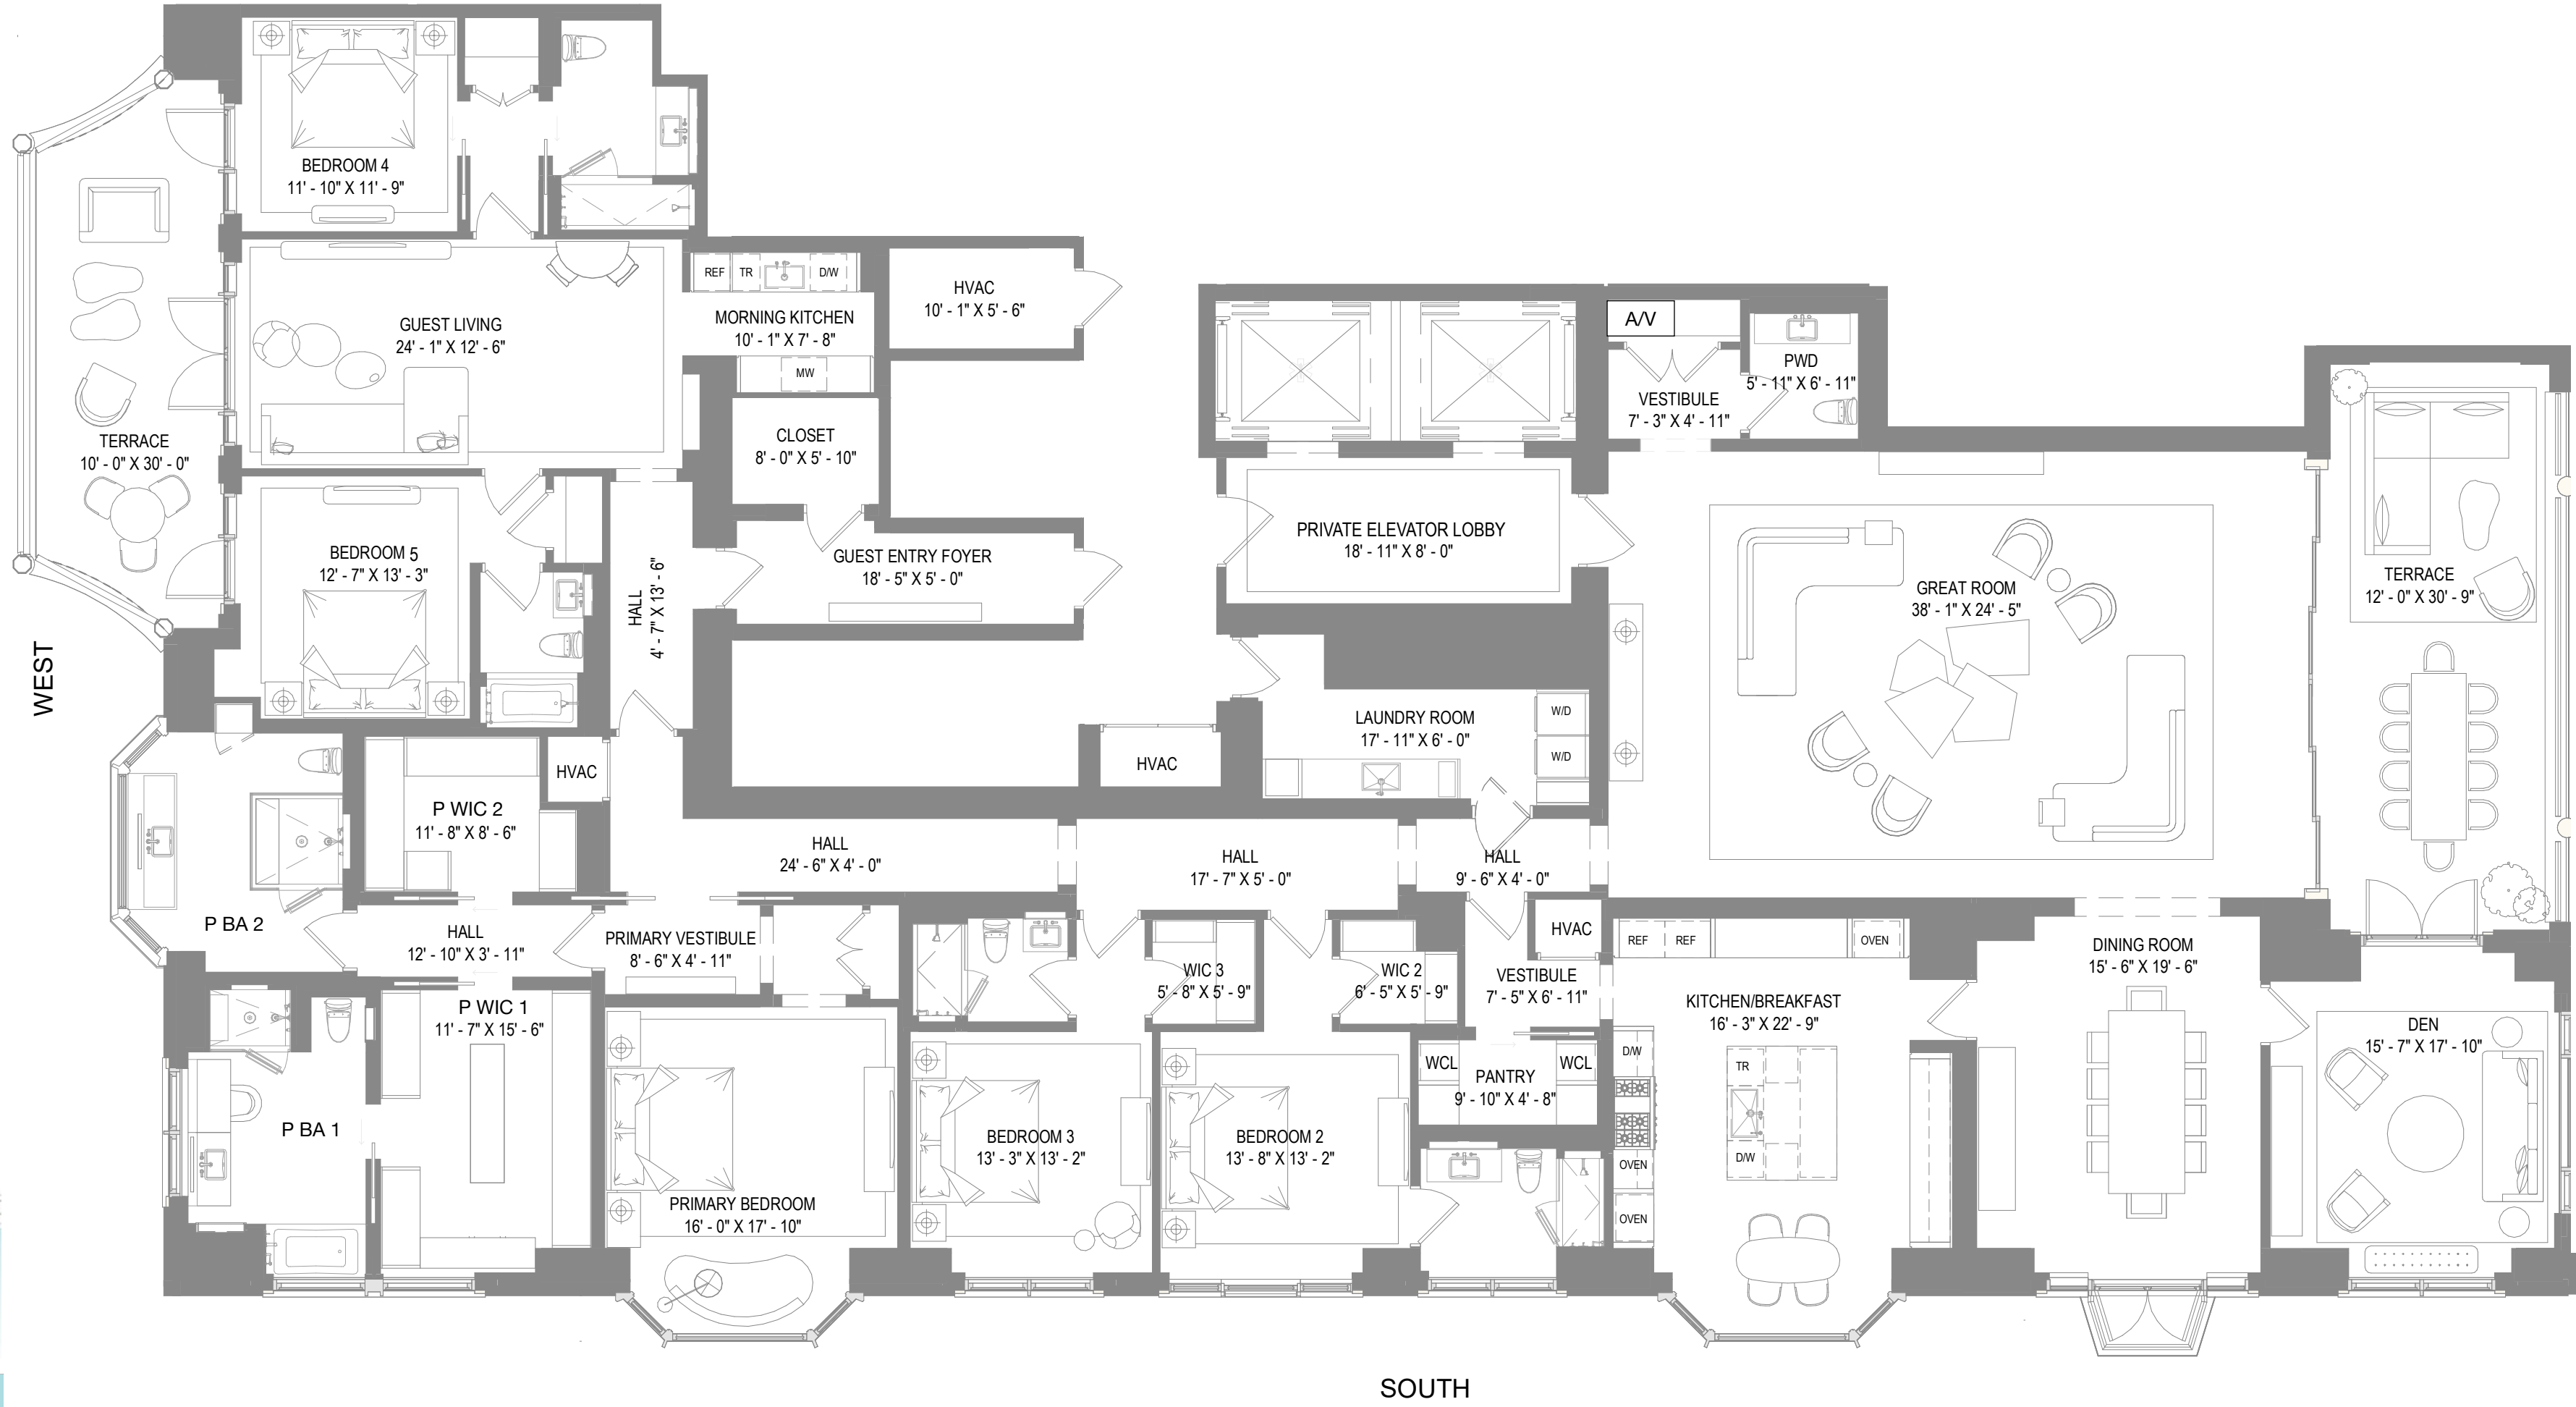 BEDROOM 4
11' - 10" X 11' - 9"
GUEST LIVING
24' - 1" X 12' - 6"
REF
TR
D/W
MORNING KITCHEN
10' - 1" X 7' - 8"
MW
HVAC
10' - 1" X 5' - 6"
TERRACE
10' - 0" X 30' - 0"
CLOSET
8' - 0" X 5' - 10"
GUEST ENTRY FOYER
18' - 5" X 5' - 0"
BEDROOM 5
12' - 7" X 13' - 3"
HALL
4' - 7" X 13' - 6"
WEST
A/V
PWD
5' - 11" X 6' - 11"
VESTIBULE
7' - 3" X 4' - 11"
PRIVATE ELEVATOR LOBBY
18' - 11" X 8' - 0"
GREAT ROOM
38' - 1" X 24' - 5"
TERRACE
12' - 0" X 30' - 9"
LAUNDRY ROOM
17' - 11" X 6' - 0"
W/D
W/D
HVAC
HVAC
P WIC 2
11' - 8" X 8' - 6"
P BA 2
HALL
24' - 6" X 4' - 0"
HALL
17' - 7" X 5' - 0"
HALL
9' - 6" X 4' - 0"
HALL
12' - 10" X 3' - 11"
PRIMARY VESTIBULE
8' - 6" X 4' - 11"
WIC 3
5' - 8" X 5' - 9"
WIC 2
6' - 5" X 5' - 9"
HVAC
VESTIBULE
7' - 5" X 6' - 11"
REF
REF
OVEN
KITCHEN/BREAKFAST
16' - 3" X 22' - 9"
DINING ROOM
15' - 6" X 19' - 6"
DEN
15' - 7" X 17' - 10"
P WIC 1
11' - 7" X 15' - 6"
P BA 1
WCL
WCL
PANTRY
9' - 10" X 4' - 8"
D/W
TR
D/W
OVEN
OVEN
PRIMARY BEDROOM
16' - 0" X 17' - 10"
BEDROOM 3
13' - 3" X 13' - 2"
BEDROOM 2
13' - 8" X 13' - 2"
SOUTH